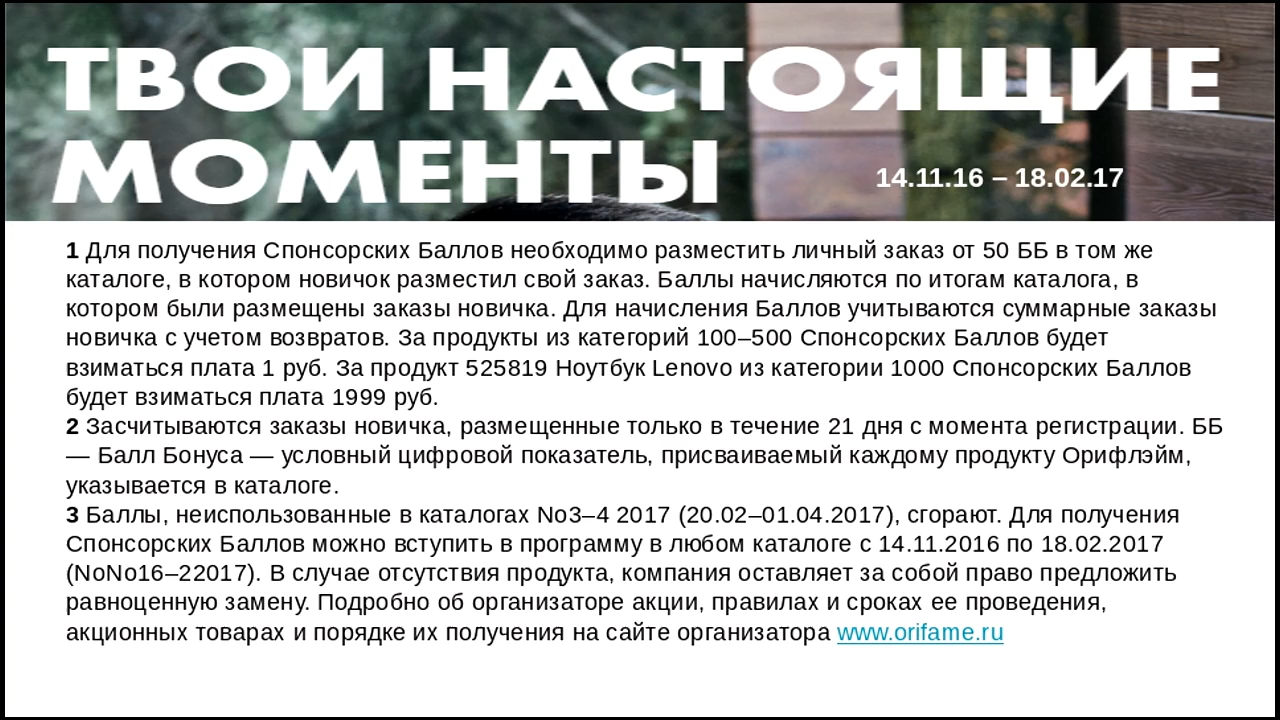 ТВОИ НАСТОЯЩИЕ
МОМЕНТЫ
14.11.16 – 18.02.17
1 Для получения Спонсорских Баллов необходимо разместить личный заказ от 50 ББ в том же
каталоге, в котором новичок разместил свой заказ. Баллы начисляются по итогам каталога, в
котором были размещены заказы новичка. Для начисления Баллов учитываются суммарные заказы
новичка с учетом возвратов. За продукты из категорий 100–500 Спонсорских Баллов будет
взиматься плата 1 руб. За продукт 525819 Ноутбук Lenovo из категории 1000 Спонсорских Баллов
будет взиматься плата 1999 руб.
2 Засчитываются заказы новичка, размещенные только в течение 21 дня с момента регистрации. ББ
— Балл Бонуса — условный цифровой показатель, присваиваемый каждому продукту Орифлэйм,
указывается в каталоге.
3 Баллы, неиспользованные в каталогах No3–4 2017 (20.02–01.04.2017), сгорают. Для получения
Спонсорских Баллов можно вступить в программу в любом каталоге с 14.11.2016 по 18.02.2017
(NoNo16–22017). В случае отсутствия продукта, компания оставляет за собой право предложить
равноценную замену. Подробно об организаторе акции, правилах и сроках ее проведения,
акционных товарах и порядке их получения на сайте организатора www.orifame.ru